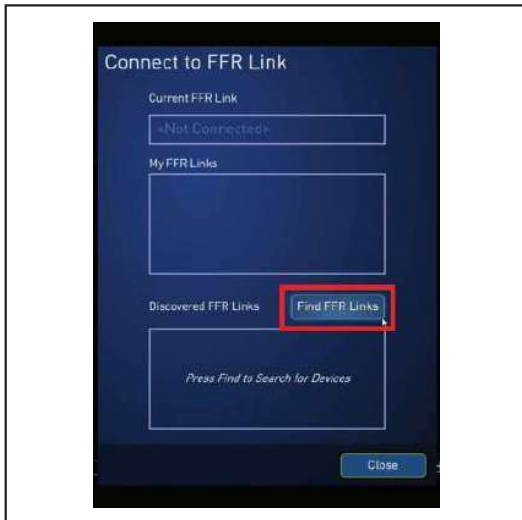 Connect to FFR Link
Current FFR Link
<Not Connected>
My FFR Links
Discovered FFR Links
Find FFR Links
Press Find to Search for Devices
Close